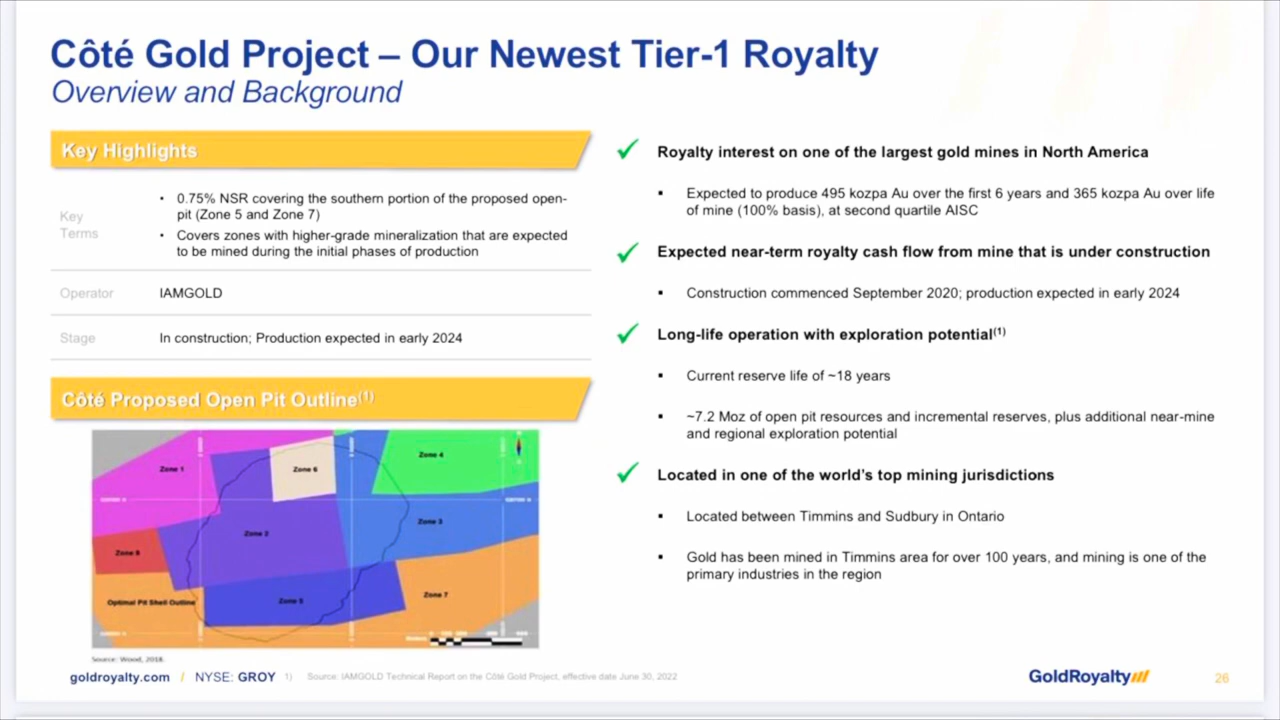 Côté Gold Project – Our Newest Tier-1 Royalty
Overview and Background
Key Highlights
Key
Terms
• 0.75% NSR covering the southern portion of the proposed open-
pit (Zone 5 and Zone 7)
• Covers zones with higher-grade mineralization that are expected
to be mined during the initial phases of production
Operator
IAMGOLD
Stage
In construction; Production expected in early 2024
Côté Proposed Open Pit Outline(1)
Zone 1
Zone 6
Zone 4
Zone 2
Zone 3
Zone
Optimal Pit Shell Outline
Zone 5
Zone 7
Source: Wood, 2018.
✓ Royalty interest on one of the largest gold mines in North America
▪ Expected to produce 495 kozpa Au over the first 6 years and 365 kozpa Au over life
of mine (100% basis), at second quartile AISC
✓ Expected near-term royalty cash flow from mine that is under construction
▪ Construction commenced September 2020; production expected in early 2024
✓ Long-life operation with exploration potential(1)
▪ Current reserve life of ~18 years
▪ ~7.2 Moz of open pit resources and incremental reserves, plus additional near-mine
and regional exploration potential
✓ Located in one of the world's top mining jurisdictions
▪ Located between Timmins and Sudbury in Ontario
▪ Gold has been mined in Timmins area for over 100 years, and mining is one of the
primary industries in the region
goldroyalty.com / NYSE: GROY
1) Source: IAMGOLD Technical Report on the Côté Gold Project, effective date June 30, 2022
GoldRoyalty
26